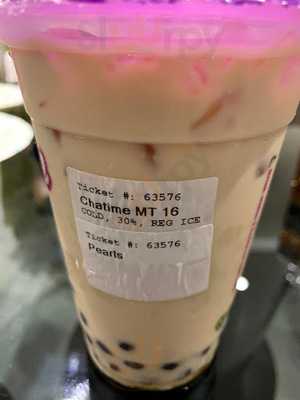 Ticket #: 63576
Chatime MT 16
COLD, 30%, REG ICE
Ticket #: 63576
Pearls